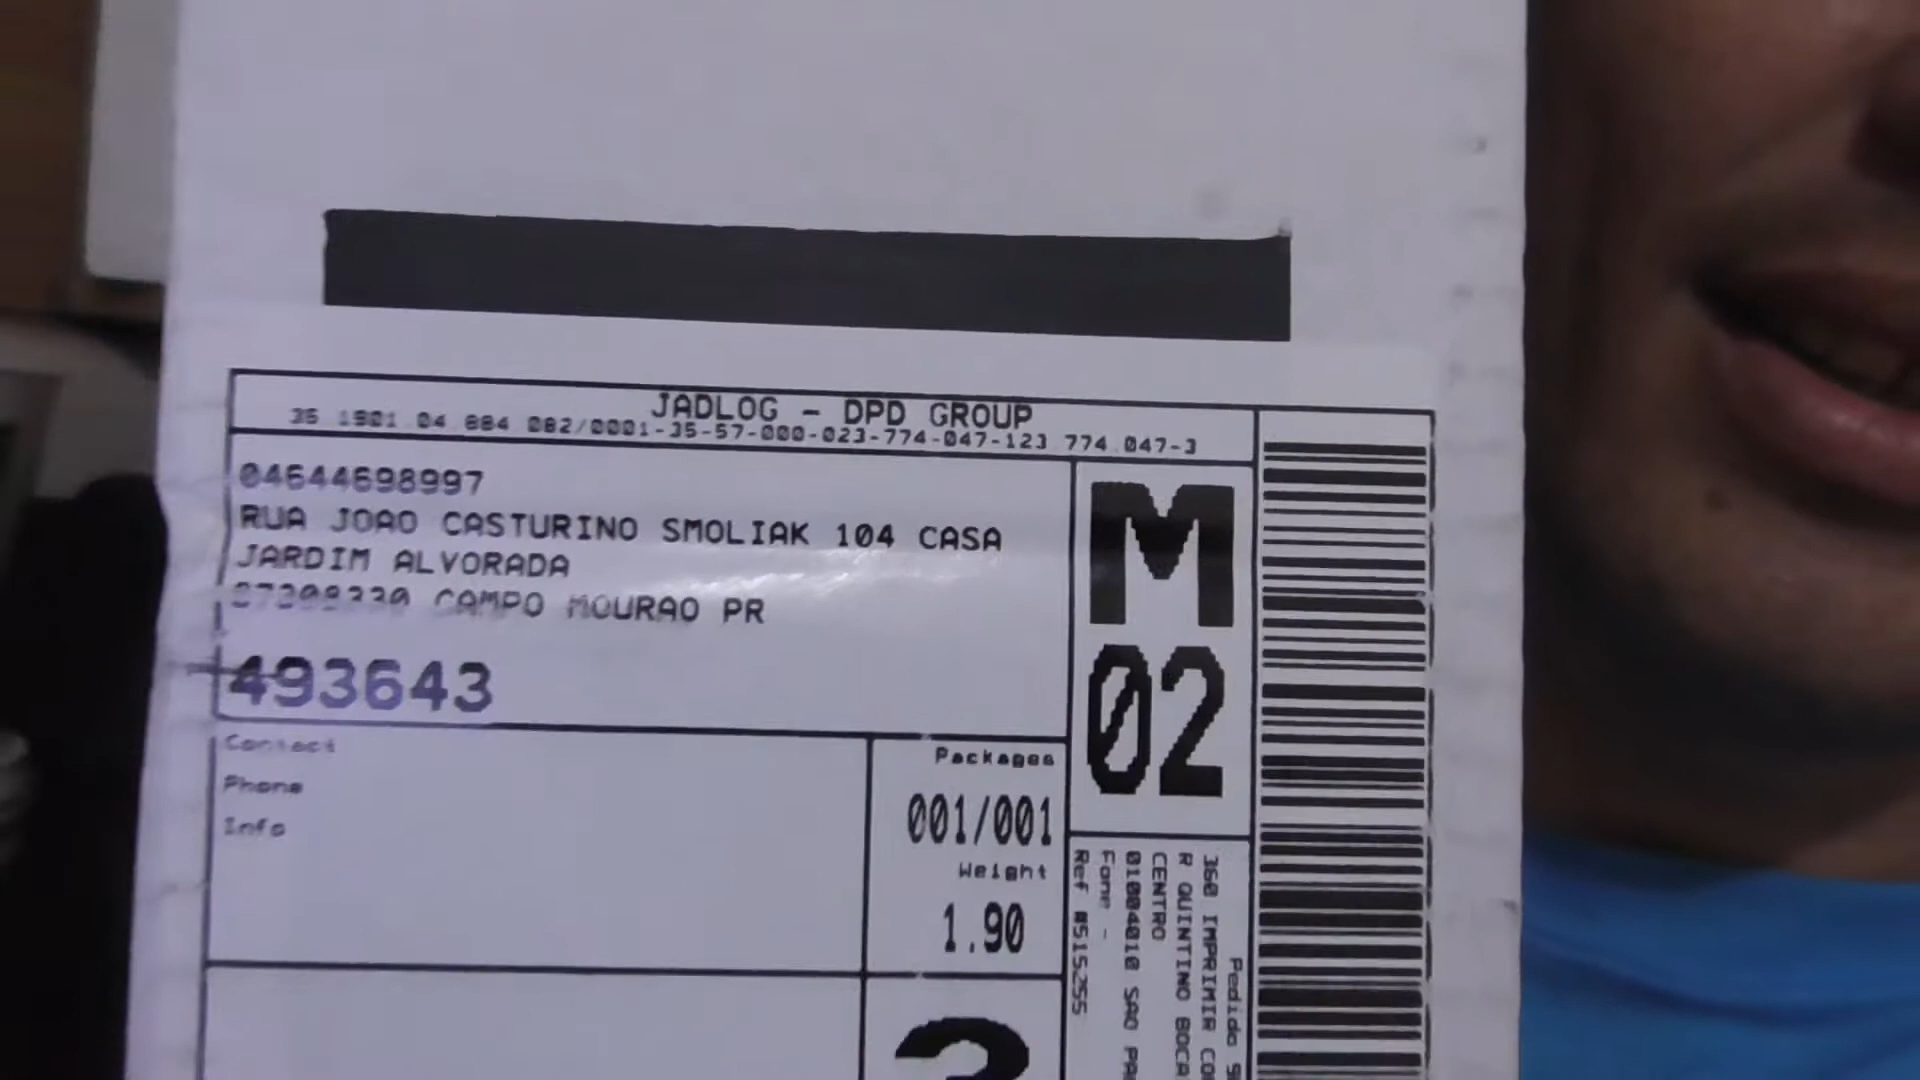 JADLOG - DPD GROUP
35 1901 04 884 082/0001-35-57-000-023-774-047-123 774.047-3
04644698997
RUA JOAO CASTURINO SMOLIAK 104 CASA
JARDIM ALVORADA
CAMPO MOURAO PR
493643
M
02
Contact
Phone
Info
Packages
001/001
Weight
1.90
Pedido
360 IMPRIMIR
R QUINTINO BOCA
CENTRO
01004010 SAO
Fone -
Ref #515255